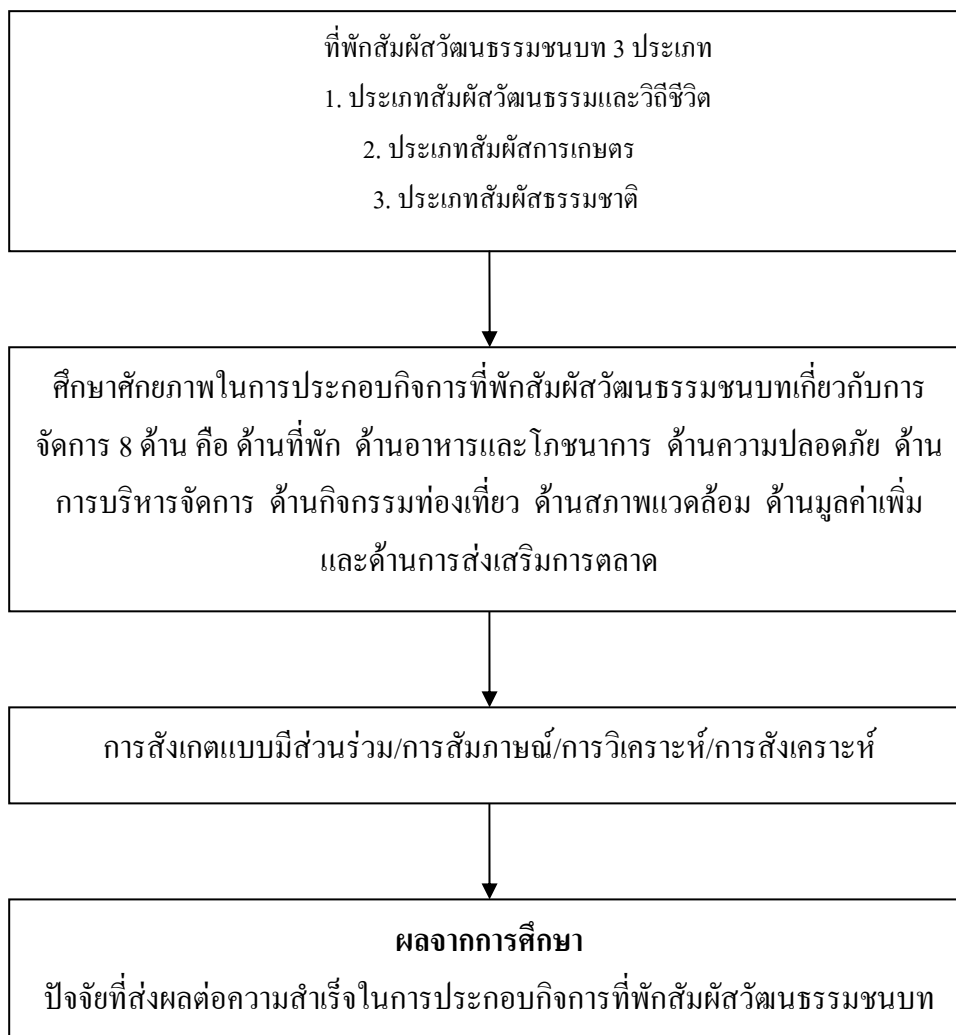 ที่พักสัมผัสวัฒนธรรมชนบท 3 ประเภท
1. ประเภทสัมผัสวัฒนธรรมและวิถีชีวิต
2. ประเภทสัมผัสการเกษตร
3. ประเภทสัมผัสธรรมชาติ
ศึกษาศักยภาพในการประกอบกิจการที่พักสัมผัสวัฒนธรรมชนบทเกี่ยวกับการ
จัดการ 8 ด้าน คือ ด้านที่พัก ด้านอาหารและโภชนาการ ด้านความปลอดภัย ด้าน
การบริหารจัดการ ด้านกิจกรรมท่องเที่ยว ด้านสภาพแวดล้อม ด้านมูลค่าเพิ่ม
และด้านการส่งเสริมการตลาด
การสังเกตแบบมีส่วนร่วม/การสัมภาษณ์/การวิเคราะห์/การสังเคราะห์
ผลจากการศึกษา
ปัจจัยที่ส่งผลต่อความสำเร็จในการประกอบกิจการที่พักสัมผัสวัฒนธรรมชนบท